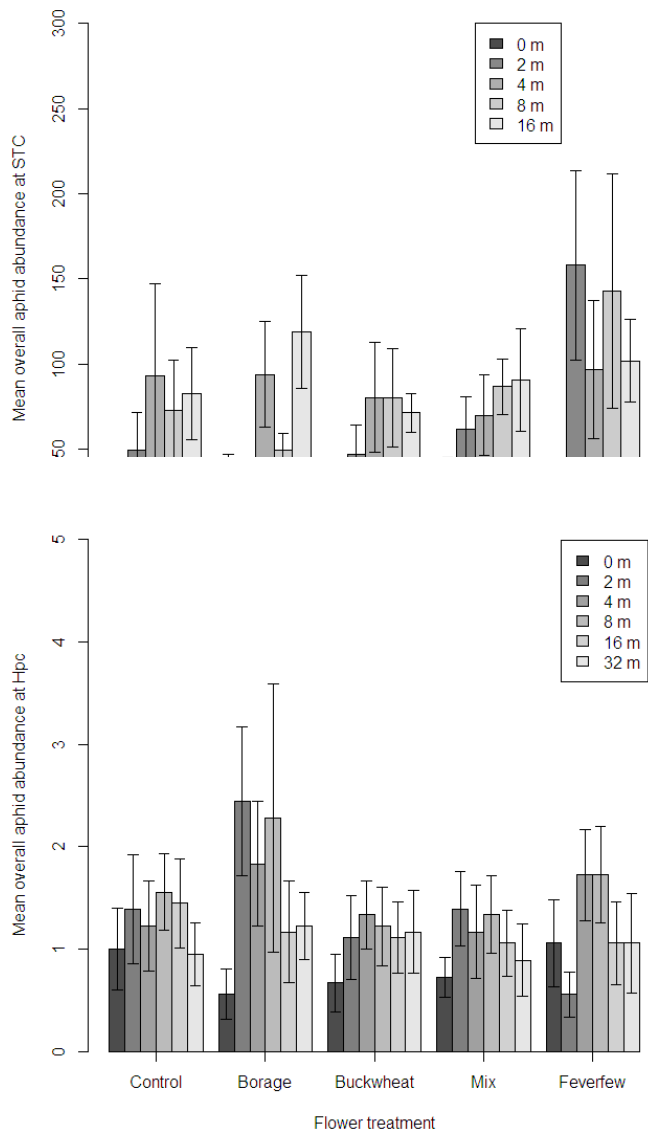 300
250
200
150
100
50
Mean overall aphid abundance at STC
0 m
2 m
4 m
8 m
16 m
5
4
3
2
1
0
Mean overall aphid abundance at Hpc
0 m
2 m
4 m
8 m
16 m
32 m
Control Borage Buckwheat Mix Feverfew
Flower treatment